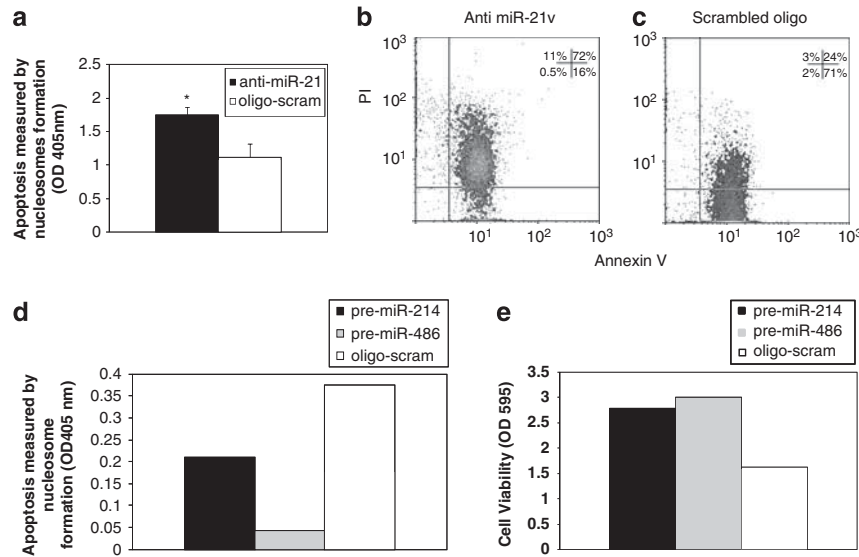 a
Apoptosis measured by
nucleosomes formation
(OD 405nm)
2.5
2
1.5
1
0.5
0
*
anti-miR-21
oligo-scram
b
Anti miR-21v
PI
10³
10²
10¹
11% 72%
0.5% 16%
10¹ 10² 10³
c
Scrambled oligo
10³
10²
10¹
3% 24%
2% 71%
10¹ 10² 10³
Annexin V
d
pre-miR-214
pre-miR-486
oligo-scram
Apoptosis measured by
nucleosome
formation (OD405 nm)
0.4
0.35
0.3
0.25
0.2
0.15
0.1
0.05
0
e
pre-miR-214
pre-miR-486
oligo-scram
Cell Viability (OD 595)
3.5
3
2.5
2
1.5
1
0.5
0